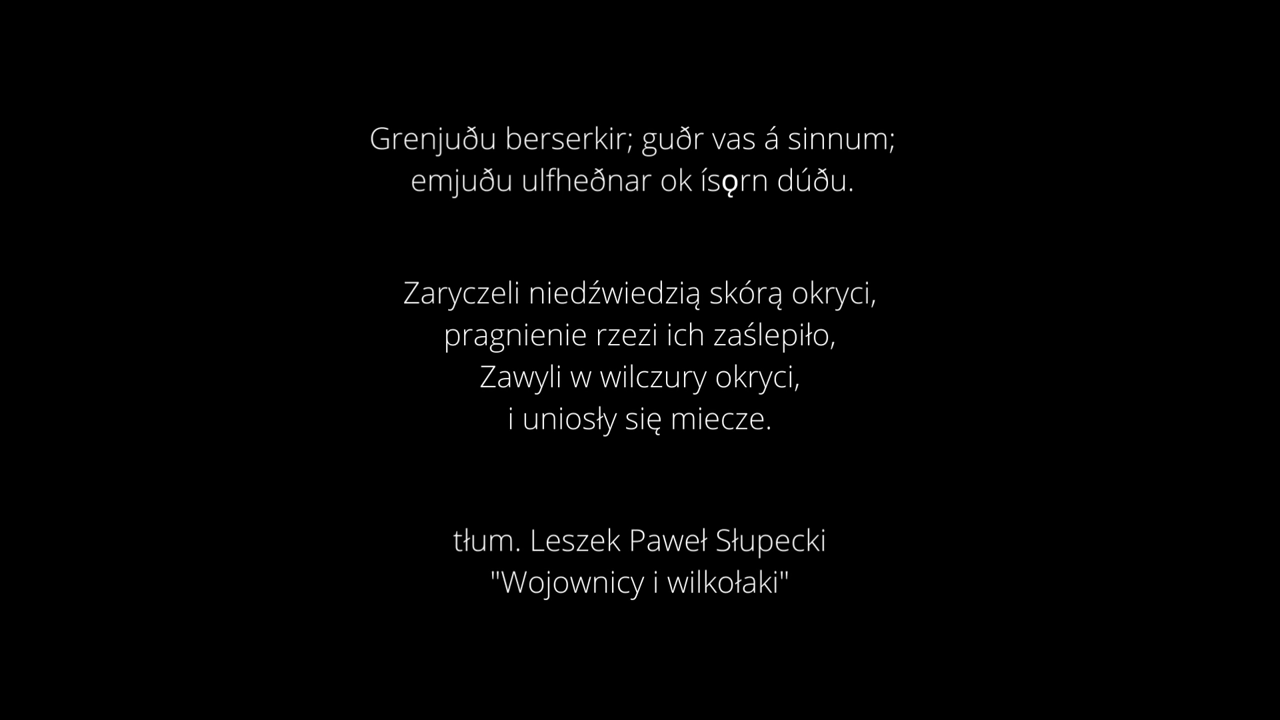 Grenjuðu berserkir; guðr vas á sinnum;
emjuðu ulfheðnar ok ísǫrn dúðu.
Zaryczeli niedźwiedzią skórą okryci,
pragnienie rzezi ich zaślepiło,
Zawyli w wilczury okryci,
i uniosły się miecze.
tłum. Leszek Paweł Słupecki
"Wojownicy i wilkołaki"